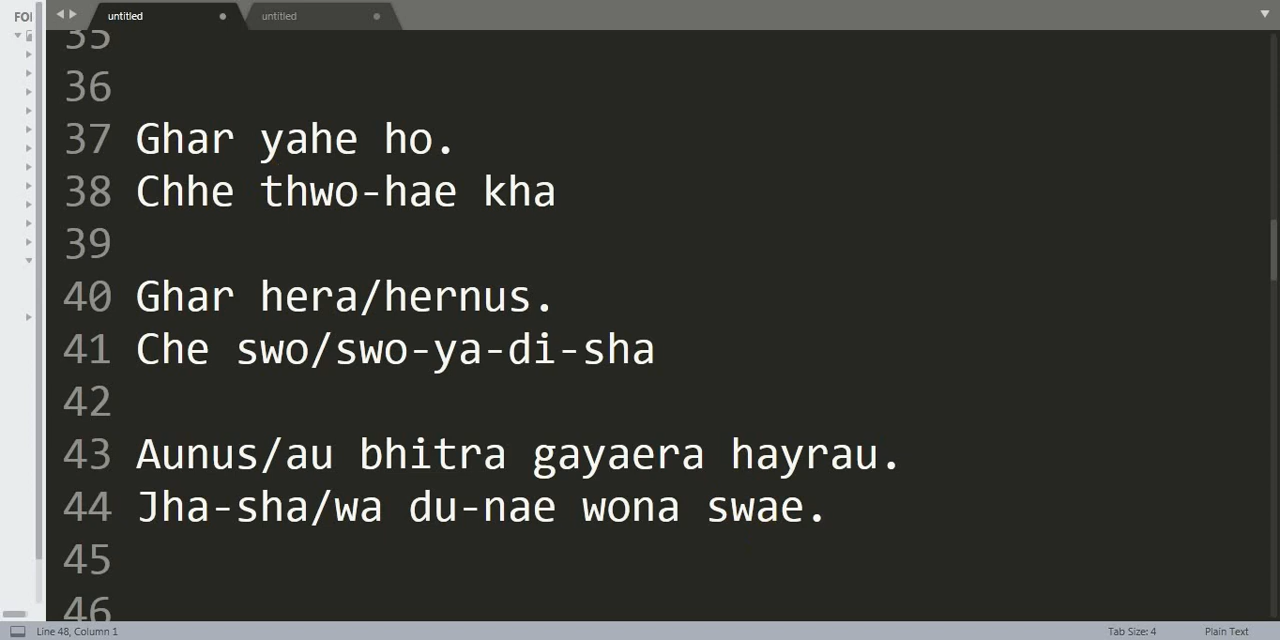 FOI
untitled
untitled
35
36
37 Ghar yahe ho.
38 Chhe thwo-hae kha
39
40 Ghar hera/hernus.
41 Che swo/swo-ya-di-sha
42
43 Aunus/au bhitra gayaera hayrau.
44 Jha-sha/wa du-nae wona swae.
45
46
Line 48, Column 1
Tab Size: 4
Plain Text